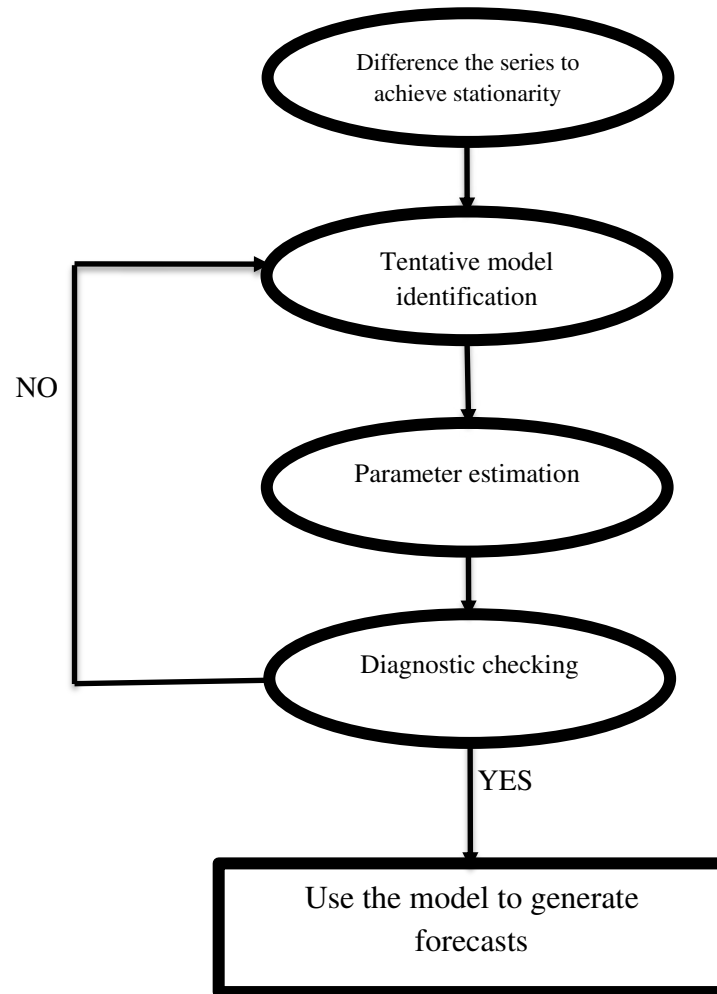 Difference the series to
achieve stationarity
Tentative model
identification
NO
Parameter estimation
Diagnostic checking
YES
Use the model to generate
forecasts